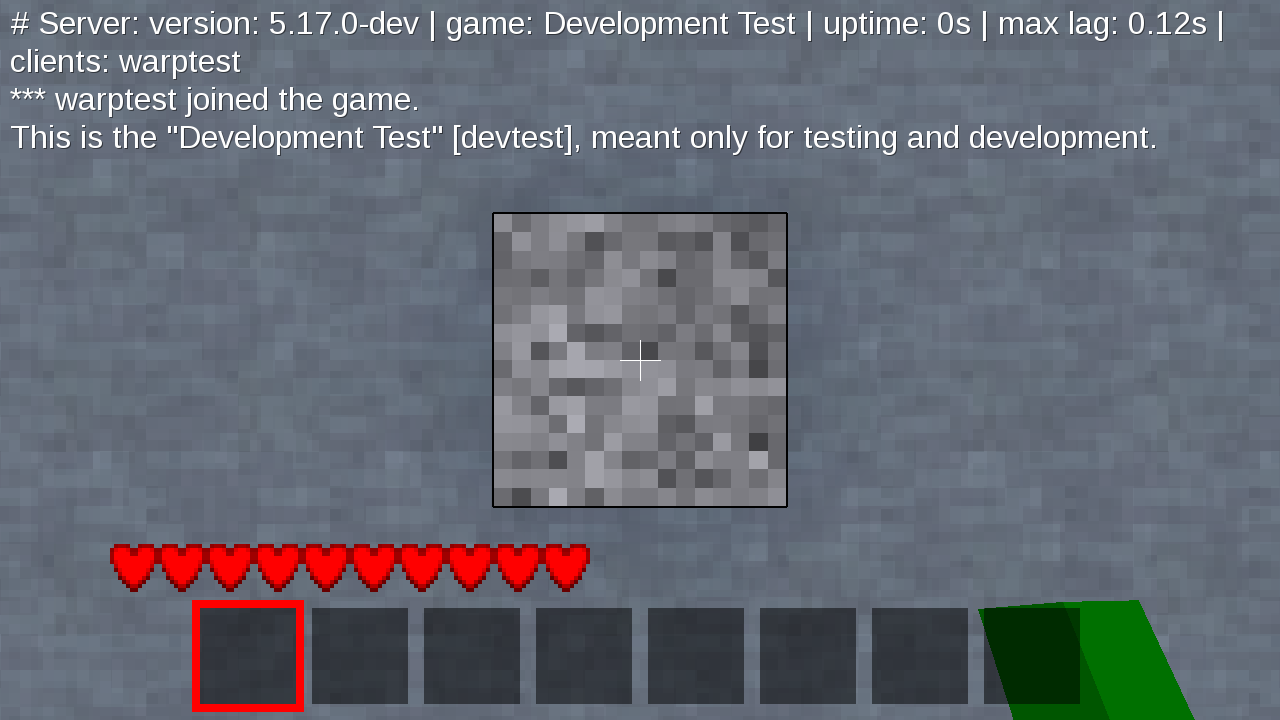 # Server: version: 5.17.0-dev | game: Development Test | uptime: 0s | max lag: 0.12s |
clients: warptest
*** warptest joined the game.
This is the "Development Test" [devtest], meant only for testing and development.